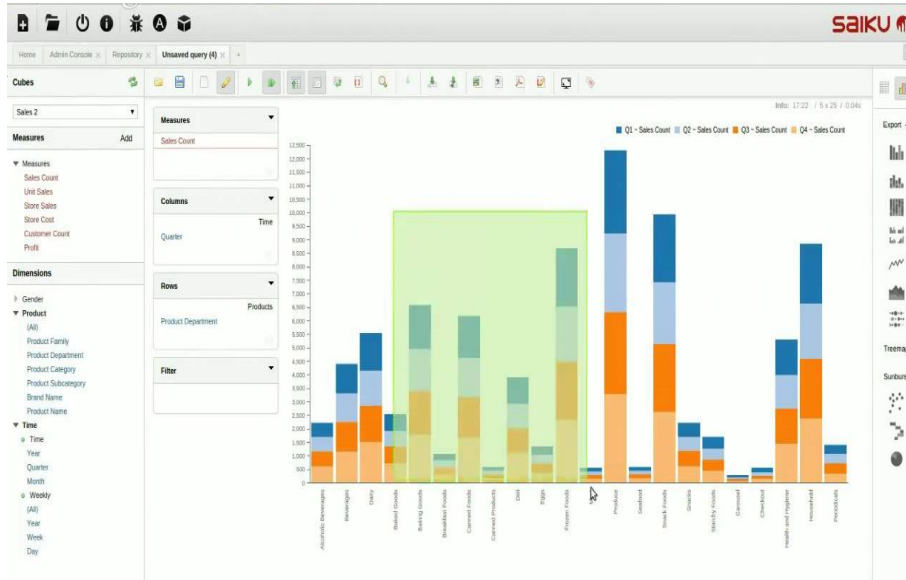 saiku
Home
Admin Console
Repository
Unsaved query (4)
+
Cubes
Sales 2
Measures
Add
Measures
Sales Count
Unit Sales
Store Sales
Store Cost
Customer Count
Profit
Dimensions
Gender
Product
(All)
Product Family
Product Department
Product Category
Product Subcategory
Brand Name
Product Name
Time
Time
Year
Quarter
Month
Weekly
(All)
Year
Week
Day
Measures
Sales Count
Columns
Time
Quarter
Rows
Products
Product Department
Filter
Info: 17:22 / 5 x 25 / 0.04s
Q1 ~ Sales Count
Q2 ~ Sales Count
Q3 ~ Sales Count
Q4 ~ Sales Count
12,500
12,000
11,500
11,000
10,500
10,000
9,500
9,000
8,500
8,000
7,500
7,000
6,500
6,000
5,500
5,000
4,500
4,000
3,500
3,000
2,500
2,000
1,500
1,000
500
0
Alcoholic Beverages
Beverages
Dairy
Baked Goods
Baking Goods
Breakfast Foods
Canned Foods
Canned Products
Deli
Eggs
Frozen Foods
Produce
Seafood
Snack Foods
Snacks
Starchy Foods
Carousel
Checkout
Health and Hygiene
Household
Periodicals
Export
Treemap
Sunburs